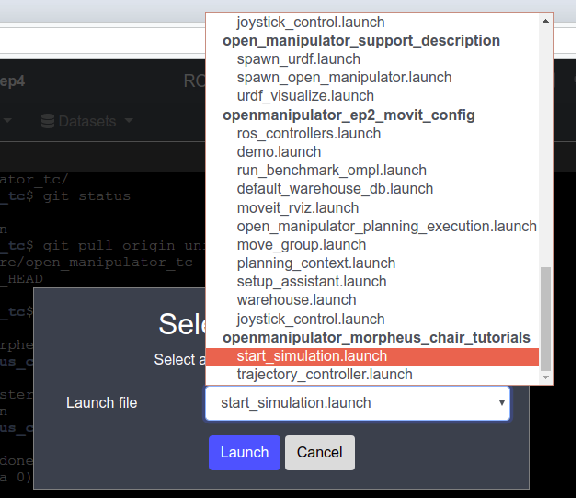 joystick_control.launch
open_manipulator_support_description
spawn_urdf.launch
spawn_open_manipulator.launch
urdf_visualize.launch
openmanipulator_ep2_movit_config
ros_controllers.launch
demo.launch
run_benchmark_ompl.launch
default_warehouse_db.launch
moveit_rviz.launch
open_manipulator_planning_execution.launch
move_group.launch
planning_context.launch
setup_assistant.launch
warehouse.launch
joystick_control.launch
openmanipulator_morpheus_chair_tutorials
start_simulation.launch
trajectory_controller.launch
ep4
RO
Datasets
ator_tc/
_tc$ git status
n
_tc$ git pull origin uni
rc/open_manipulator_tc
_HEAD
_tc$
Sele
Select a
orphe
us_c
Launch file
start_simulation.launch
ster
n
us_c
Launch
Cancel
done
a 0)